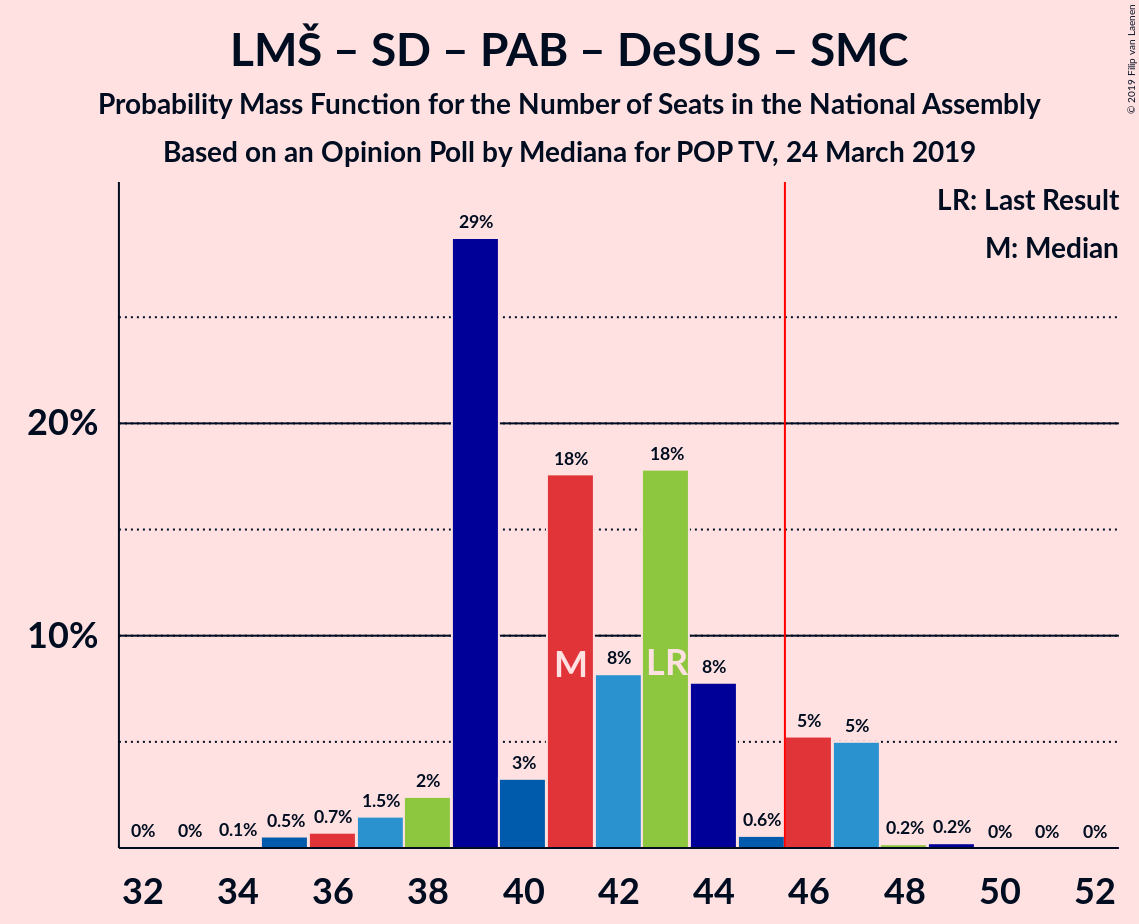 LMŠ – SD – PAB – DeSUS – SMC
Probability Mass Function for the Number of Seats in the National Assembly
Based on an Opinion Poll by Mediana for POP TV, 24 March 2019
© 2019 Filip van Laenen
LR: Last Result
M: Median
20%
10%
0%
0%
0.1%
0.5%
0.7%
1.5%
2%
29%
3%
18%
8%
18%
8%
0.6%
5%
5%
0.2%
0.2%
0%
0%
0%
M
LR
32 34 36 38 40 42 44 46 48 50 52